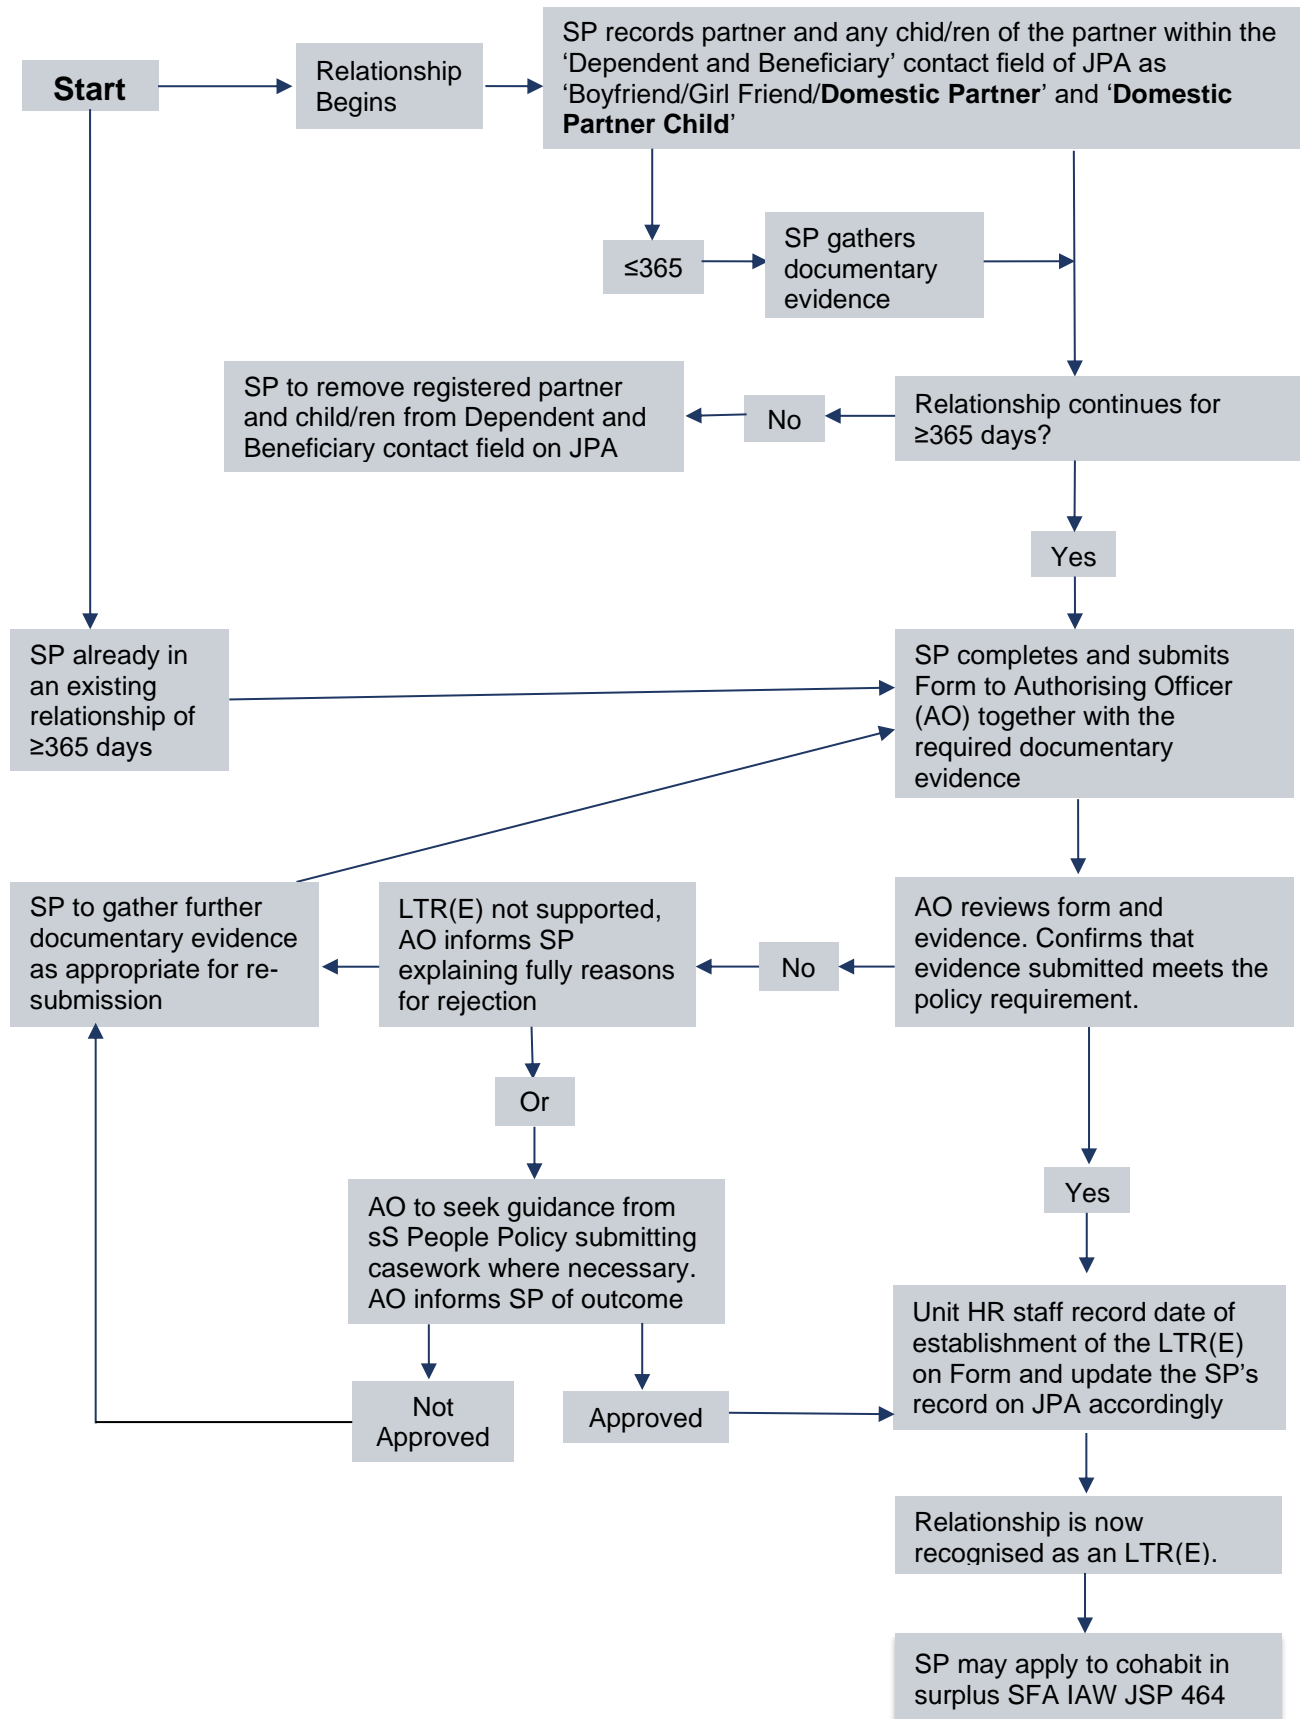 Start
Relationship
Begins
SP records partner and any chid/ren of the partner within the
‘Dependent and Beneficiary’ contact field of JPA as
‘Boyfriend/Girl Friend/Domestic Partner’ and ‘Domestic
Partner Child’
≤365
SP gathers
documentary
evidence
SP to remove registered partner
and child/ren from Dependent and
Beneficiary contact field on JPA
No
Relationship continues for
≥365 days?
Yes
SP already in
an existing
relationship of
≥365 days
SP completes and submits
Form to Authorising Officer
(AO) together with the
required documentary
evidence
SP to gather further
documentary evidence
as appropriate for re-
submission
LTR(E) not supported,
AO informs SP
explaining fully reasons
for rejection
No
AO reviews form and
evidence. Confirms that
evidence submitted meets the
policy requirement.
Or
AO to seek guidance from
sS People Policy submitting
casework where necessary.
AO informs SP of outcome
Yes
Unit HR staff record date of
establishment of the LTR(E)
on Form and update the SP’s
record on JPA accordingly
Not
Approved
Approved
Relationship is now
recognised as an LTR(E).
SP may apply to cohabit in
surplus SFA IAW JSP 464